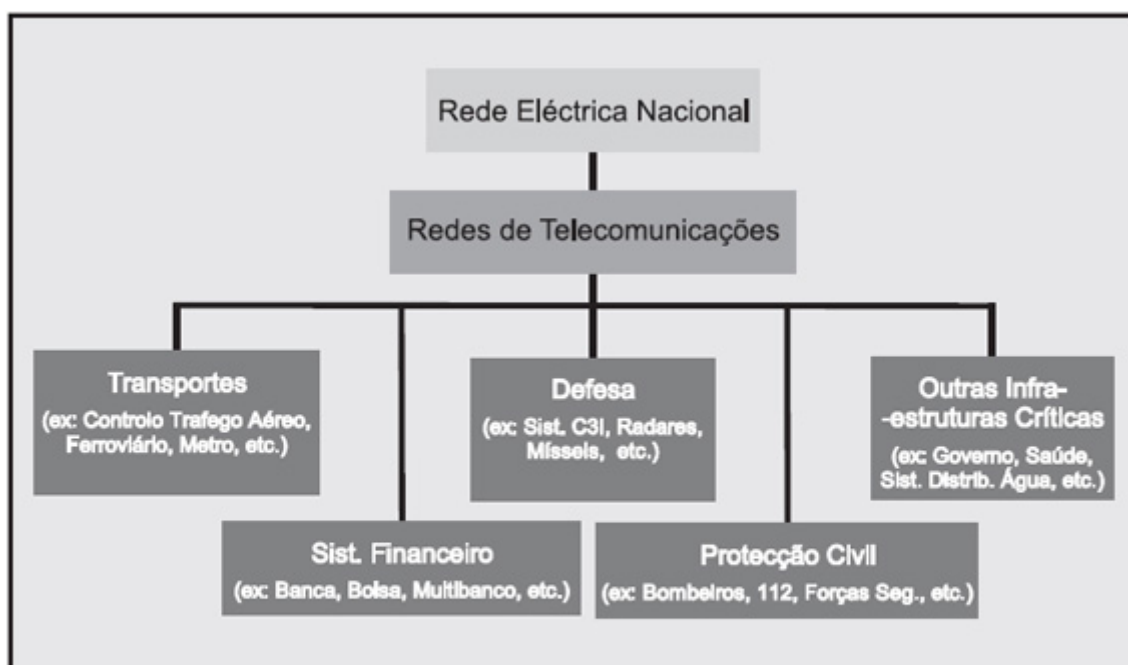 Rede Eléctrica Nacional
Redes de Telecomunicações
Transportes
(ex: Controlo Trafego Aéreo,
Ferroviário, Metro, etc.)
Defesa
(ex: Sist. C3I, Radares,
Misseis, etc.)
Outras Infra-
-estruturas Críticas
(ex: Governo, Saúde,
Sist. Distrib. Água, etc.)
Sist. Financeiro
(ex: Banca, Bolsa, Multibanco, etc.)
Protecção Civil
(ex: Bombeiros, 112, Forças Seg., etc.)